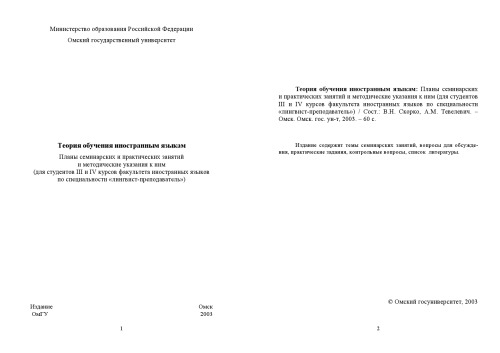 Министерство образования Российской Федерации
Омский государственный университет
Теория обучения иностранным языкам
Планы семинарских и практических занятий
и методические указания к ним
(для студентов III и IV курсов факультета иностранных языков
по специальности «лингвист-преподаватель»)
Издание
ОмГУ
Омск
2003
1
Теория обучения иностранным языкам: Планы семинарских
и практических занятий и методические указания к ним (для студентов
III и IV курсов факультета иностранных языков по специальности
«лингвист-преподаватель») / Сост.: В.Н. Скорко, А.М. Тевелевич. –
Омск: Омск. гос. ун-т, 2003. – 60 с.
Издание содержит темы семинарских занятий, вопросы для обсужде-
ния, практические задания, контрольные вопросы, список литературы.
© Омский госуниверситет, 2003
2